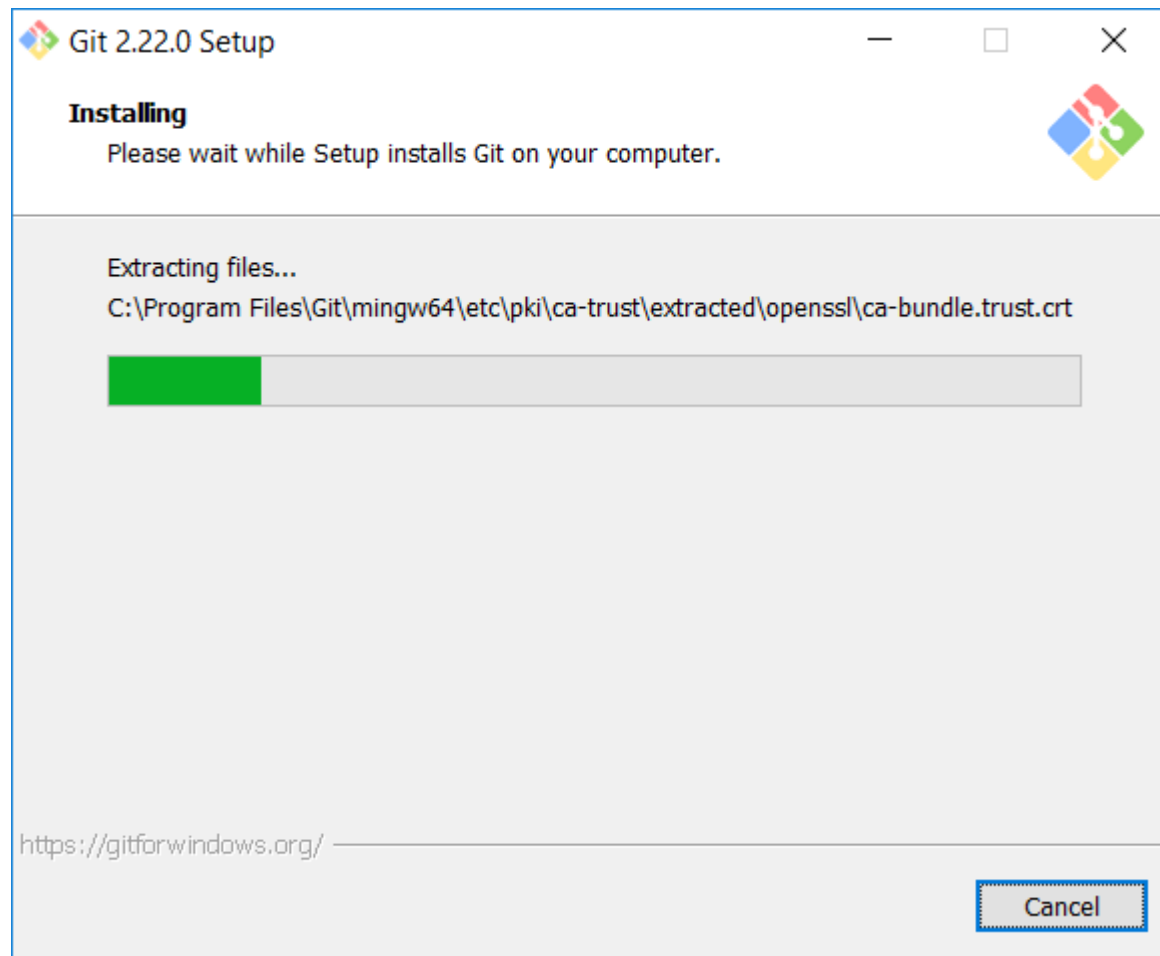 Git 2.22.0 Setup
Installing
Please wait while Setup installs Git on your computer.
Extracting files...
C:\Program Files\Git\mingw64\etc\pki\ca-trust\extracted\openssl\ca-bundle.trust.crt
https://gitforwindows.org/
Cancel